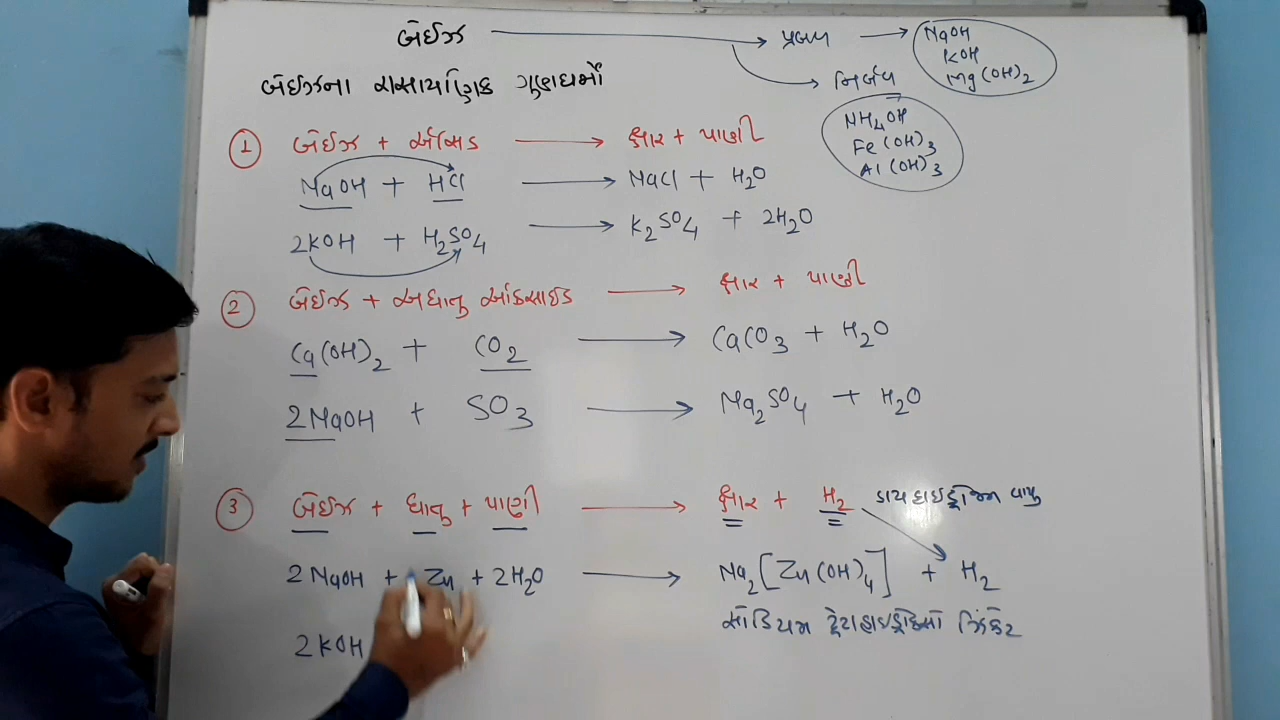 બેઈઝ → પ્રબળ → NaOH
KOH
Mg(OH)2
નિર્બળ
NH4OH
Fe(OH)3
Al(OH)3
બેઈઝના રાસાયણિક ગુણધર્મો
1 બેઈઝ + ઍસિડ → ક્ષાર + પાણી
NaOH + HCl → NaCl + H2O
2KOH + H2SO4 → K2SO4 + 2H2O
2 બેઈઝ + અધાતુ ઑક્સાઈડ → ક્ષાર + પાણી
Ca(OH)2 + CO2 → CaCO3 + H2O
2NaOH + SO3 → Na2SO4 + H2O
3 બેઈઝ + ધાતુ + પાણી → ક્ષાર + H2 ડાયહાઈડ્રોજન વાયુ
2NaOH + Zn + 2H2O → Na2[Zn(OH)4] + H2
સોડિયમ ટેટ્રાહાઈડ્રોક્સિ ઝિંકેટ
2KOH